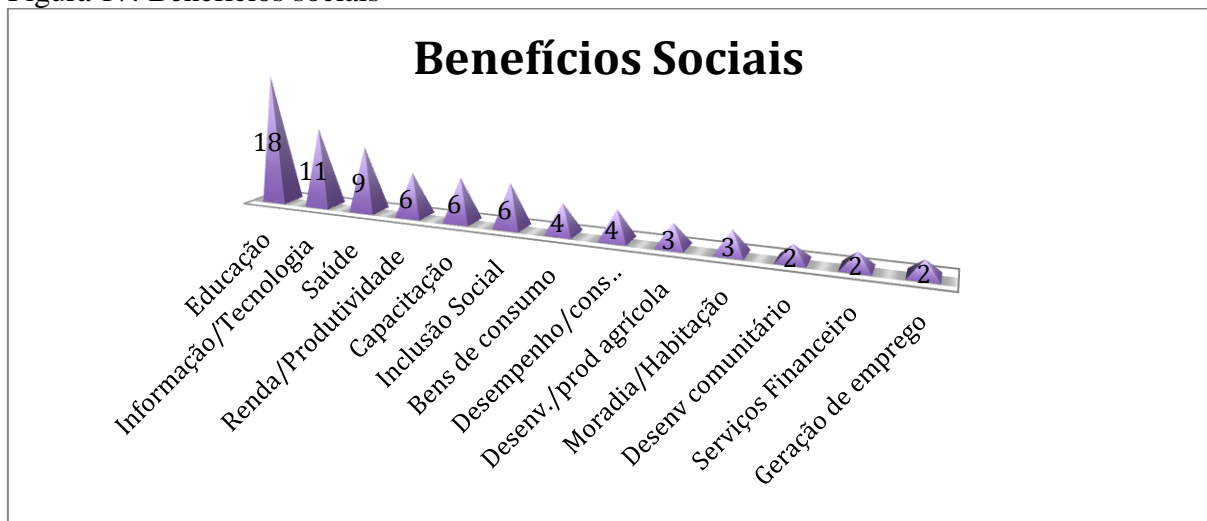 Figura 17: Benefícios sociais
Benefícios Sociais
18
11
9
6
6
6
4
4
3
3
2
2
2
Educação
Informação/Tecnologia
Saúde
Renda/Produtividade
Capacitação
Inclusão Social
Bens de consumo
Desempenho/cons..
Desenv./prod agrícola
Moradia/Habitação
Desenv comunitário
Serviços Financeiro
Geração de emprego